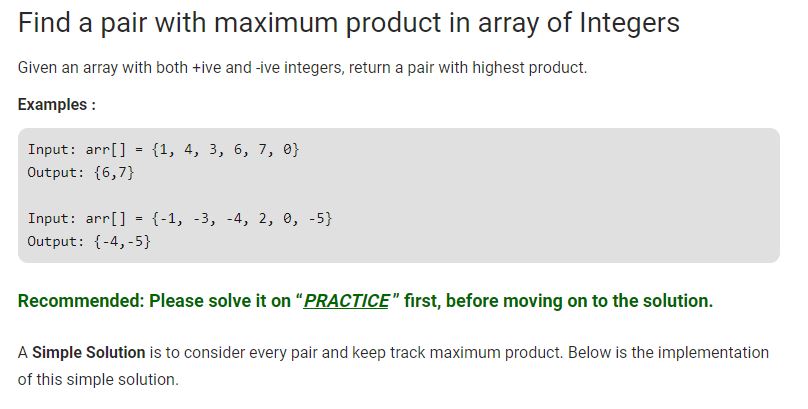 Find a pair with maximum product in array of Integers
Given an array with both +ive and -ive integers, return a pair with highest product.
Examples :
Input: arr[] = {1, 4, 3, 6, 7, 0}
Output: {6,7}
Input: arr[] = {-1, -3, -4, 2, 0, -5}
Output: {-4,-5}
Recommended: Please solve it on “PRACTICE” first, before moving on to the solution.
A Simple Solution is to consider every pair and keep track maximum product. Below is the implementation
of this simple solution.